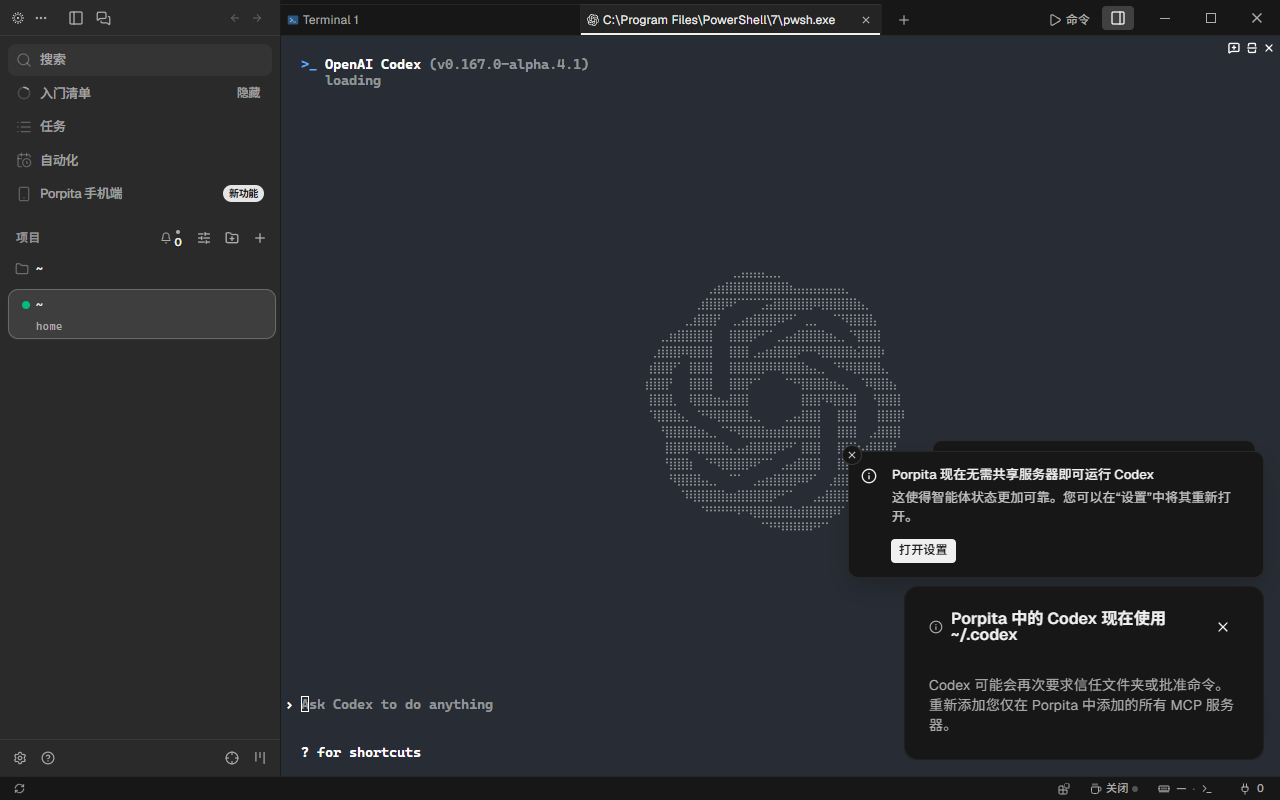 Terminal 1
C:\Program Files\PowerShell\7\pwsh.exe
命令
搜索
入门清单
隐藏
任务
自动化
Porpita 手机端
新功能
项目
0
~
~
home
>_ OpenAI Codex (v0.167.0-alpha.4.1)
loading
Porpita 现在无需共享服务器即可运行 Codex
这使得智能体状态更加可靠。您可以在“设置”中将其重新打
开。
打开设置
Porpita 中的 Codex 现在使用
~/.codex
Codex 可能会再次要求信任文件夹或批准命令。
重新添加您仅在 Porpita 中添加的所有 MCP 服务
器。
› Ask Codex to do anything
? for shortcuts
关闭
0